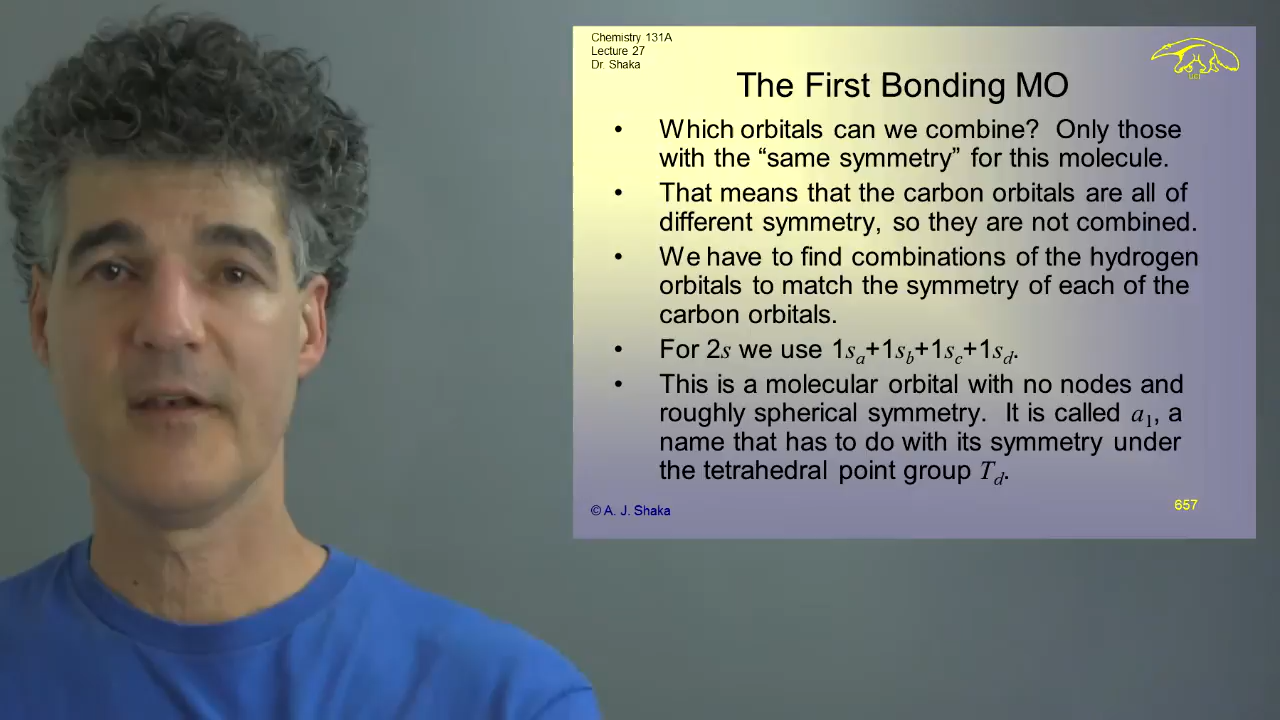 Chemistry 131A
Lecture 27
Dr. Shaka
The First Bonding MO
• Which orbitals can we combine? Only those
with the “same symmetry” for this molecule.
• That means that the carbon orbitals are all of
different symmetry, so they are not combined.
• We have to find combinations of the hydrogen
orbitals to match the symmetry of each of the
carbon orbitals.
• For 2s we use 1sₐ+1s_b+1s_c+1s_d.
• This is a molecular orbital with no nodes and
roughly spherical symmetry. It is called a₁, a
name that has to do with its symmetry under
the tetrahedral point group T_d.
© A. J. Shaka
657